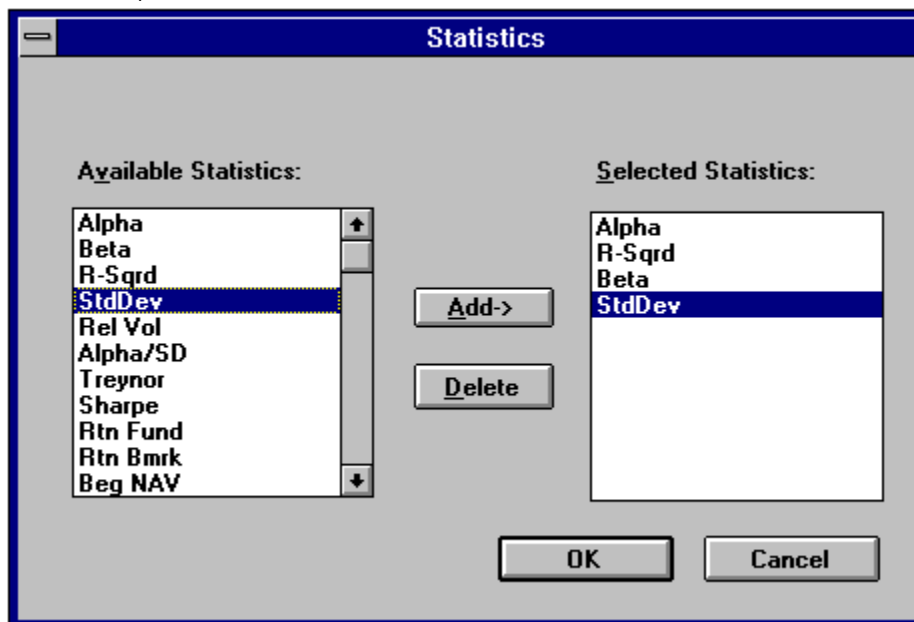 Statistics
Available Statistics:
Alpha
Beta
R-Sqrd
StdDev
Rel Vol
Alpha/SD
Treynor
Sharpe
Rtn Fund
Rtn Bmrk
Beg NAV
Add->
Delete
Selected Statistics:
Alpha
R-Sqrd
Beta
StdDev
OK
Cancel